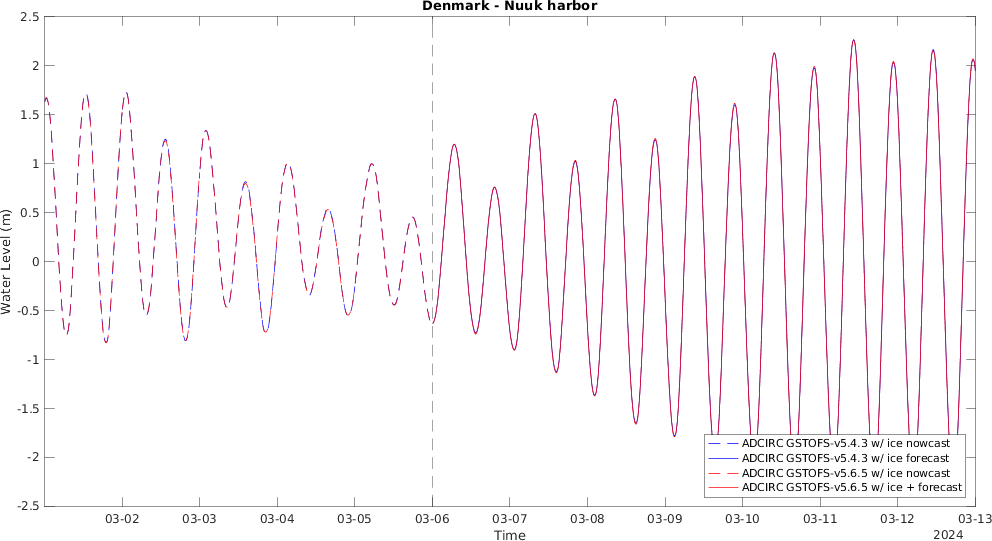 Denmark - Nuuk harbor
2.5
2
1.5
1
0.5
0
-0.5
-1
-1.5
-2
-2.5
Water Level (m)
ADCIRC GSTOFS-v5.4.3 w/ ice nowcast
ADCIRC GSTOFS-v5.4.3 w/ ice forecast
ADCIRC GSTOFS-v5.6.5 w/ ice nowcast
ADCIRC GSTOFS-v5.6.5 w/ ice + forecast
03-02 03-03 03-04 03-05 03-06 03-07 03-08 03-09 03-10 03-11 03-12 03-13
Time
2024